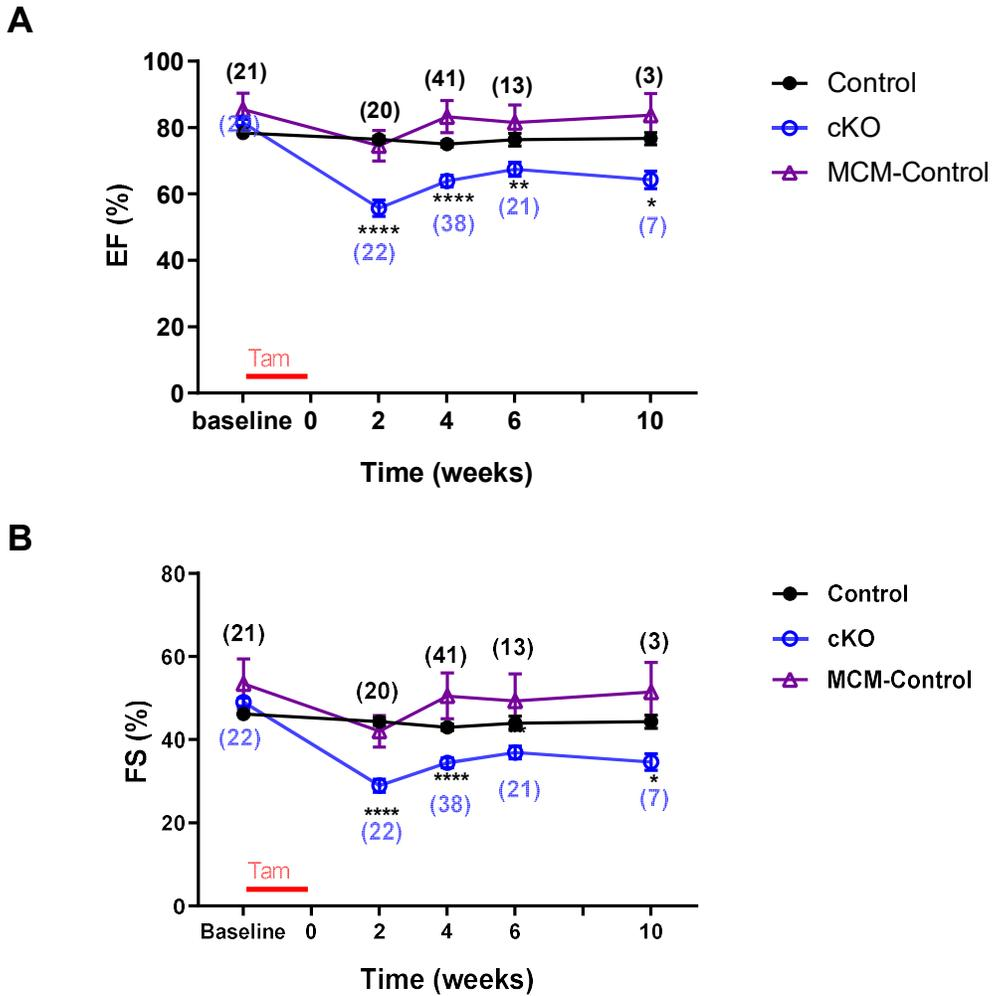 A
100
(21)
(41)
(13)
(3)
Control
(20)
80
cKO
MCM-Control
60
**
****
*
(21)
(38)
(7)
****
(22)
EF (%)
40
20
Tam
0
baseline 0 2 4 6 10
Time (weeks)
B
80
Control
(21)
(13)
(3)
cKO
60
(41)
MCM-Control
(20)
(22)
FS (%)
40
****
*
(21)
(7)
(38)
****
(22)
20
Tam
0
Baseline 0 2 4 6 10
Time (weeks)